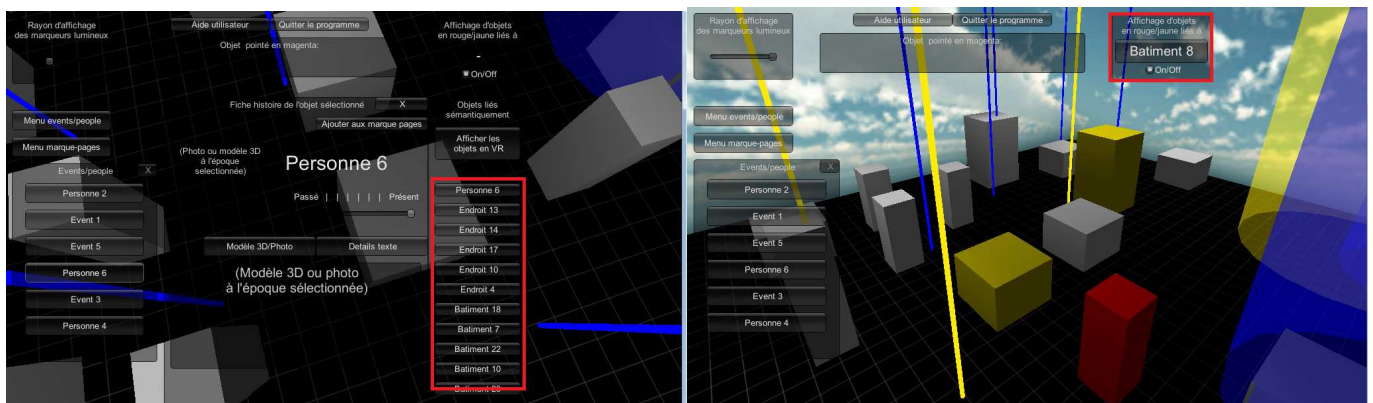 Rayon d'affichage
des marqueurs lumineux
Aide utilisateur
Quitter le programme
Objet pointé en magenta:
Affichage d'objets
en rouge/jaune liés à
-
On/Off
Menu events/people
Menu marque-pages
Events/people
X
Personne 2
Event 1
Event 5
Personne 6
Event 3
Personne 4
Fiche histoire de l'objet sélectionné
X
Ajouter aux marque pages
(Photo ou modèle 3D
à l'époque
selectionnée)
Personne 6
Passé | | | | | | Présent
Modèle 3D/Photo
Details texte
(Modèle 3D ou photo
à l'époque sélectionnée)
Objets liés
sémantiquement
Afficher les
objets en VR
Personne 6
Endroit 13
Endroit 14
Endroit 17
Endroit 10
Endroit 4
Batiment 18
Batiment 7
Batiment 22
Batiment 10
Batiment 20
Rayon d'affichage
des marqueurs lumineux
Aide utilisateur
Quitter le programme
Objet pointé en magenta:
Affichage d'objets
en rouge/jaune liés à
Batiment 8
On/Off
Menu events/people
Menu marque-pages
Events/people
X
Personne 2
Event 1
Event 5
Personne 6
Event 3
Personne 4